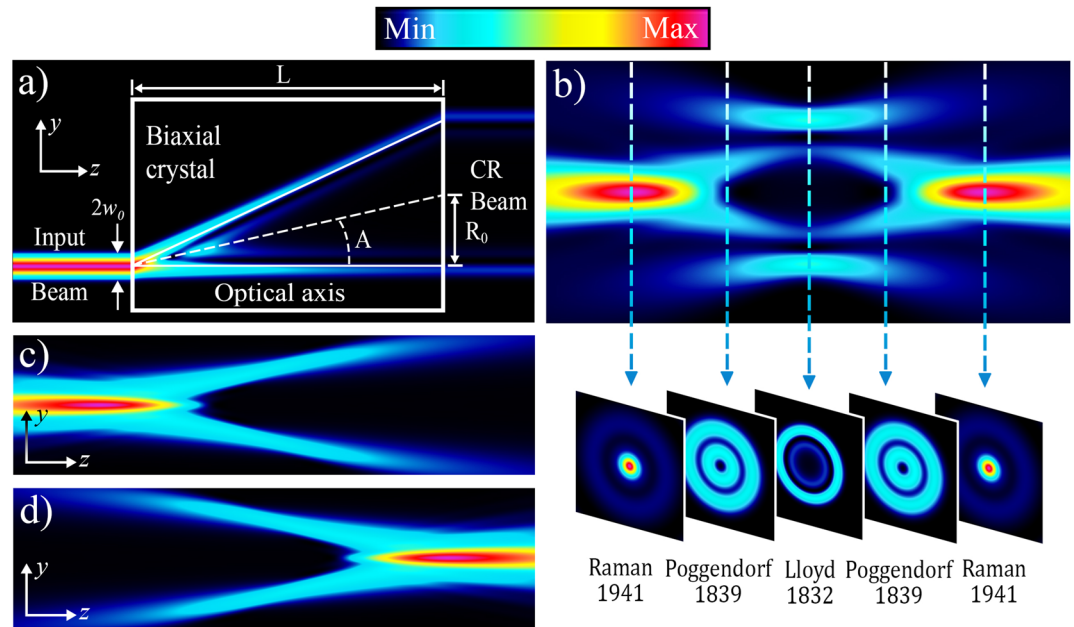 Min Max
a)
L
y
z
Biaxial
crystal
CR
Beam
2w₀
Input
Beam
A
R₀
Optical axis
b)
c)
y
z
d)
y
z
Raman
1941
Poggendorf
1839
Lloyd
1832
Poggendorf
1839
Raman
1941